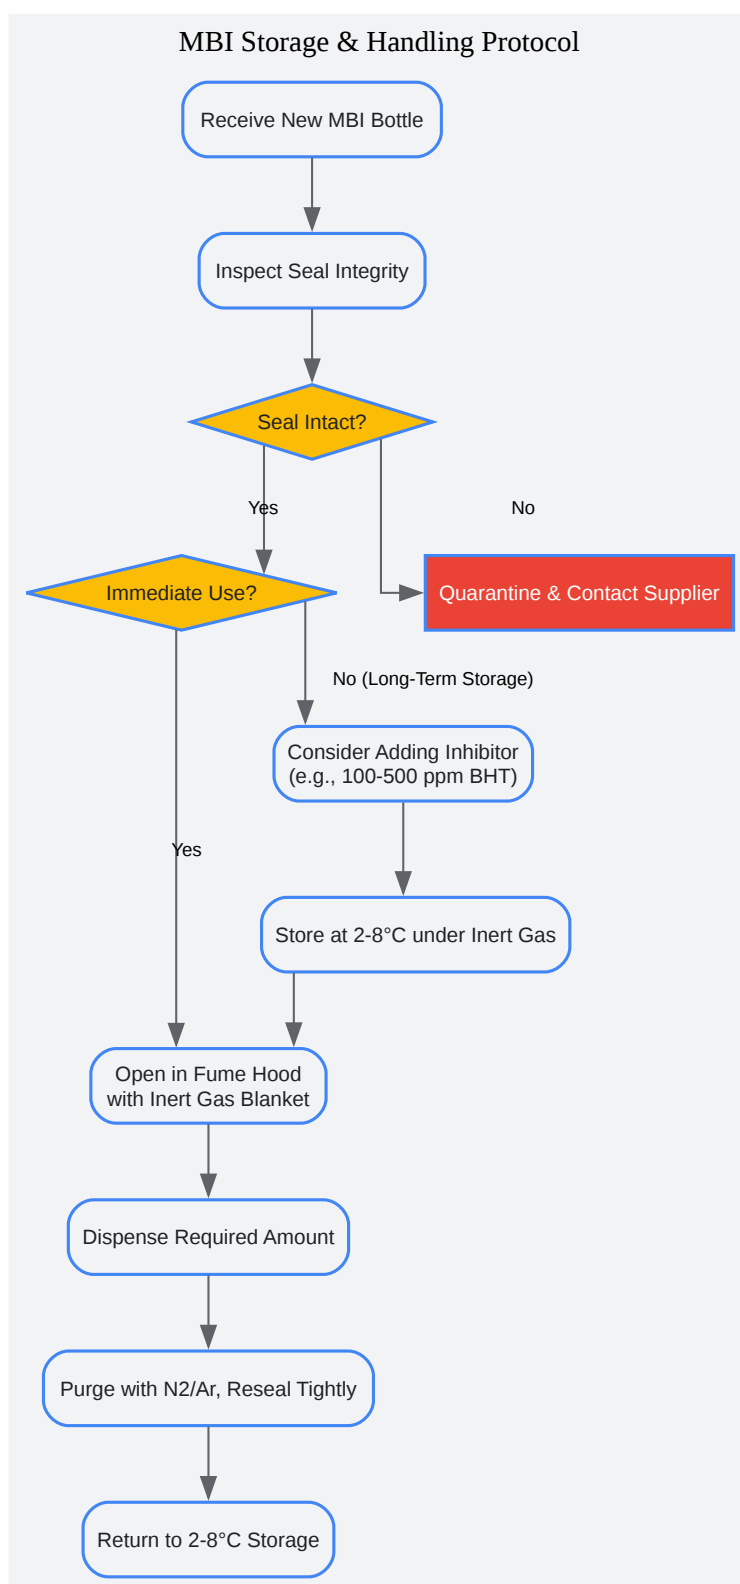 MBI Storage & Handling Protocol
Receive New MBI Bottle
Inspect Seal Integrity
Seal Intact?
Yes
No
Immediate Use?
Quarantine & Contact Supplier
No (Long-Term Storage)
Consider Adding Inhibitor
(e.g., 100-500 ppm BHT)
Yes
Store at 2-8°C under Inert Gas
Open in Fume Hood
with Inert Gas Blanket
Dispense Required Amount
Purge with N2/Ar, Reseal Tightly
Return to 2-8°C Storage